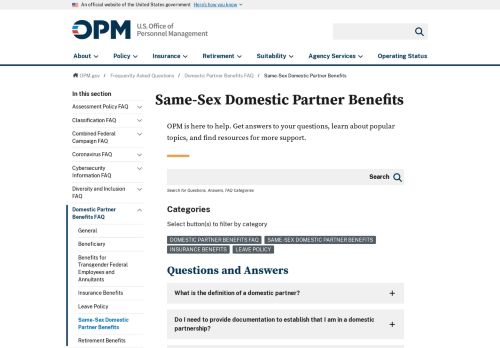 An official website of the United States government Here's how you know
OPM U.S. Office of
Personnel Management
About Policy Insurance Retirement Suitability Agency Services Operating Status
OPM.gov / Frequently Asked Questions / Domestic Partner Benefits FAQ / Same-Sex Domestic Partner Benefits
In this section
Assessment Policy FAQ
Classification FAQ
Combined Federal
Campaign FAQ
Coronavirus FAQ
Cybersecurity
Information FAQ
Diversity and Inclusion
FAQ
Domestic Partner
Benefits FAQ
General
Beneficiary
Benefits for
Transgender Federal
Employees and
Annuitants
Insurance Benefits
Leave Policy
Same-Sex Domestic
Partner Benefits
Retirement Benefits
Same-Sex Domestic Partner Benefits
OPM is here to help. Get answers to your questions, learn about popular
topics, and find resources for more support.
Search
Search for Questions, Answers, FAQ Categories
Categories
Select button(s) to filter by category
DOMESTIC PARTNER BENEFITS FAQ SAME-SEX DOMESTIC PARTNER BENEFITS
INSURANCE BENEFITS LEAVE POLICY
Questions and Answers
What is the definition of a domestic partner?
Do I need to provide documentation to establish that I am in a domestic
partnership?